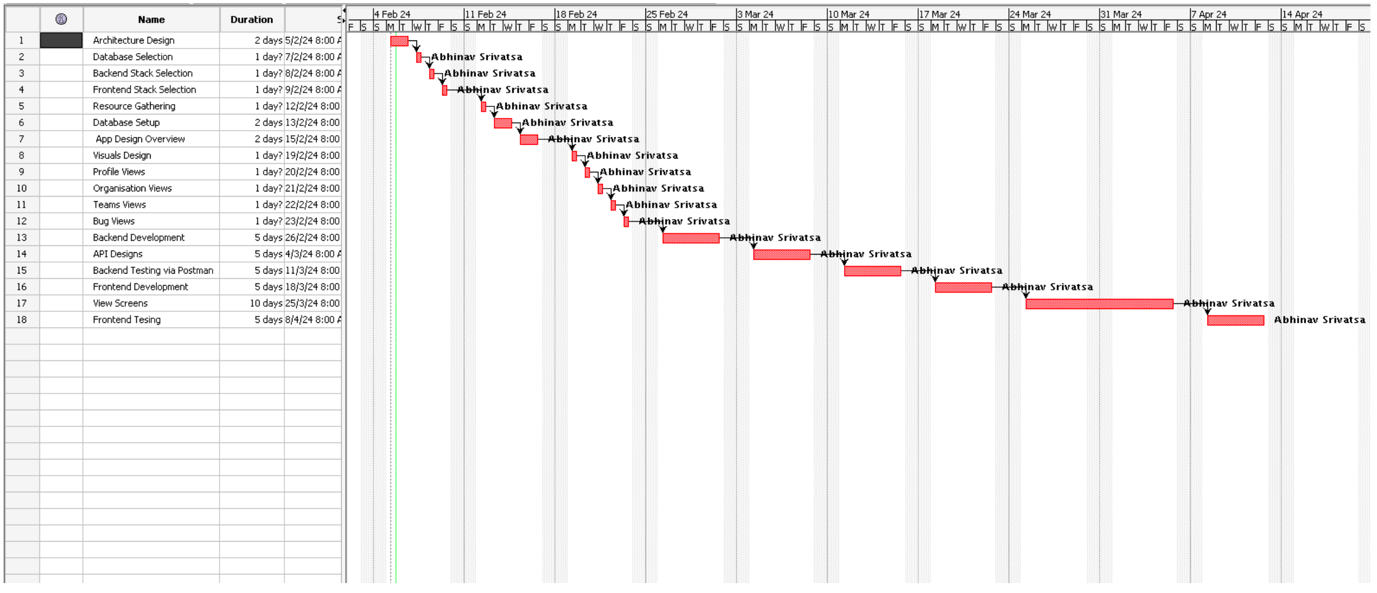 Name Duration S
4 Feb 24 11 Feb 24 18 Feb 24 25 Feb 24 3 Mar 24 10 Mar 24 17 Mar 24 24 Mar 24 31 Mar 24 7 Apr 24 14 Apr 24
F S S M T W T F S S M T W T F S S M T W T F S S M T W T F S S M T W T F S S M T W T F S S M T W T F S S M T W T F S S M T W T F S S M T W T F S S M T W T F S S
1 Architecture Design 2 days 5/2/24 8:00 A
2 Database Selection 1 day? 7/2/24 8:00 A Abhinav Srivatsa
3 Backend Stack Selection 1 day? 8/2/24 8:00 A Abhinav Srivatsa
4 Frontend Stack Selection 1 day? 9/2/24 8:00 A Abhinav Srivatsa
5 Resource Gathering 1 day? 12/2/24 8:00 Abhinav Srivatsa
6 Database Setup 2 days 13/2/24 8:00 Abhinav Srivatsa
7 App Design Overview 2 days 15/2/24 8:00 Abhinav Srivatsa
8 Visuals Design 1 day? 19/2/24 8:00 Abhinav Srivatsa
9 Profile Views 1 day? 20/2/24 8:00 Abhinav Srivatsa
10 Organisation Views 1 day? 21/2/24 8:00 Abhinav Srivatsa
11 Teams Views 1 day? 22/2/24 8:00 Abhinav Srivatsa
12 Bug Views 1 day? 23/2/24 8:00 Abhinav Srivatsa
13 Backend Development 5 days 26/2/24 8:00 Abhinav Srivatsa
14 API Designs 5 days 4/3/24 8:00 A Abhinav Srivatsa
15 Backend Testing via Postman 5 days 11/3/24 8:00 Abhinav Srivatsa
16 Frontend Development 5 days 18/3/24 8:00 Abhinav Srivatsa
17 View Screens 10 days 25/3/24 8:00 Abhinav Srivatsa
18 Frontend Tesing 5 days 8/4/24 8:00 A Abhinav Srivatsa